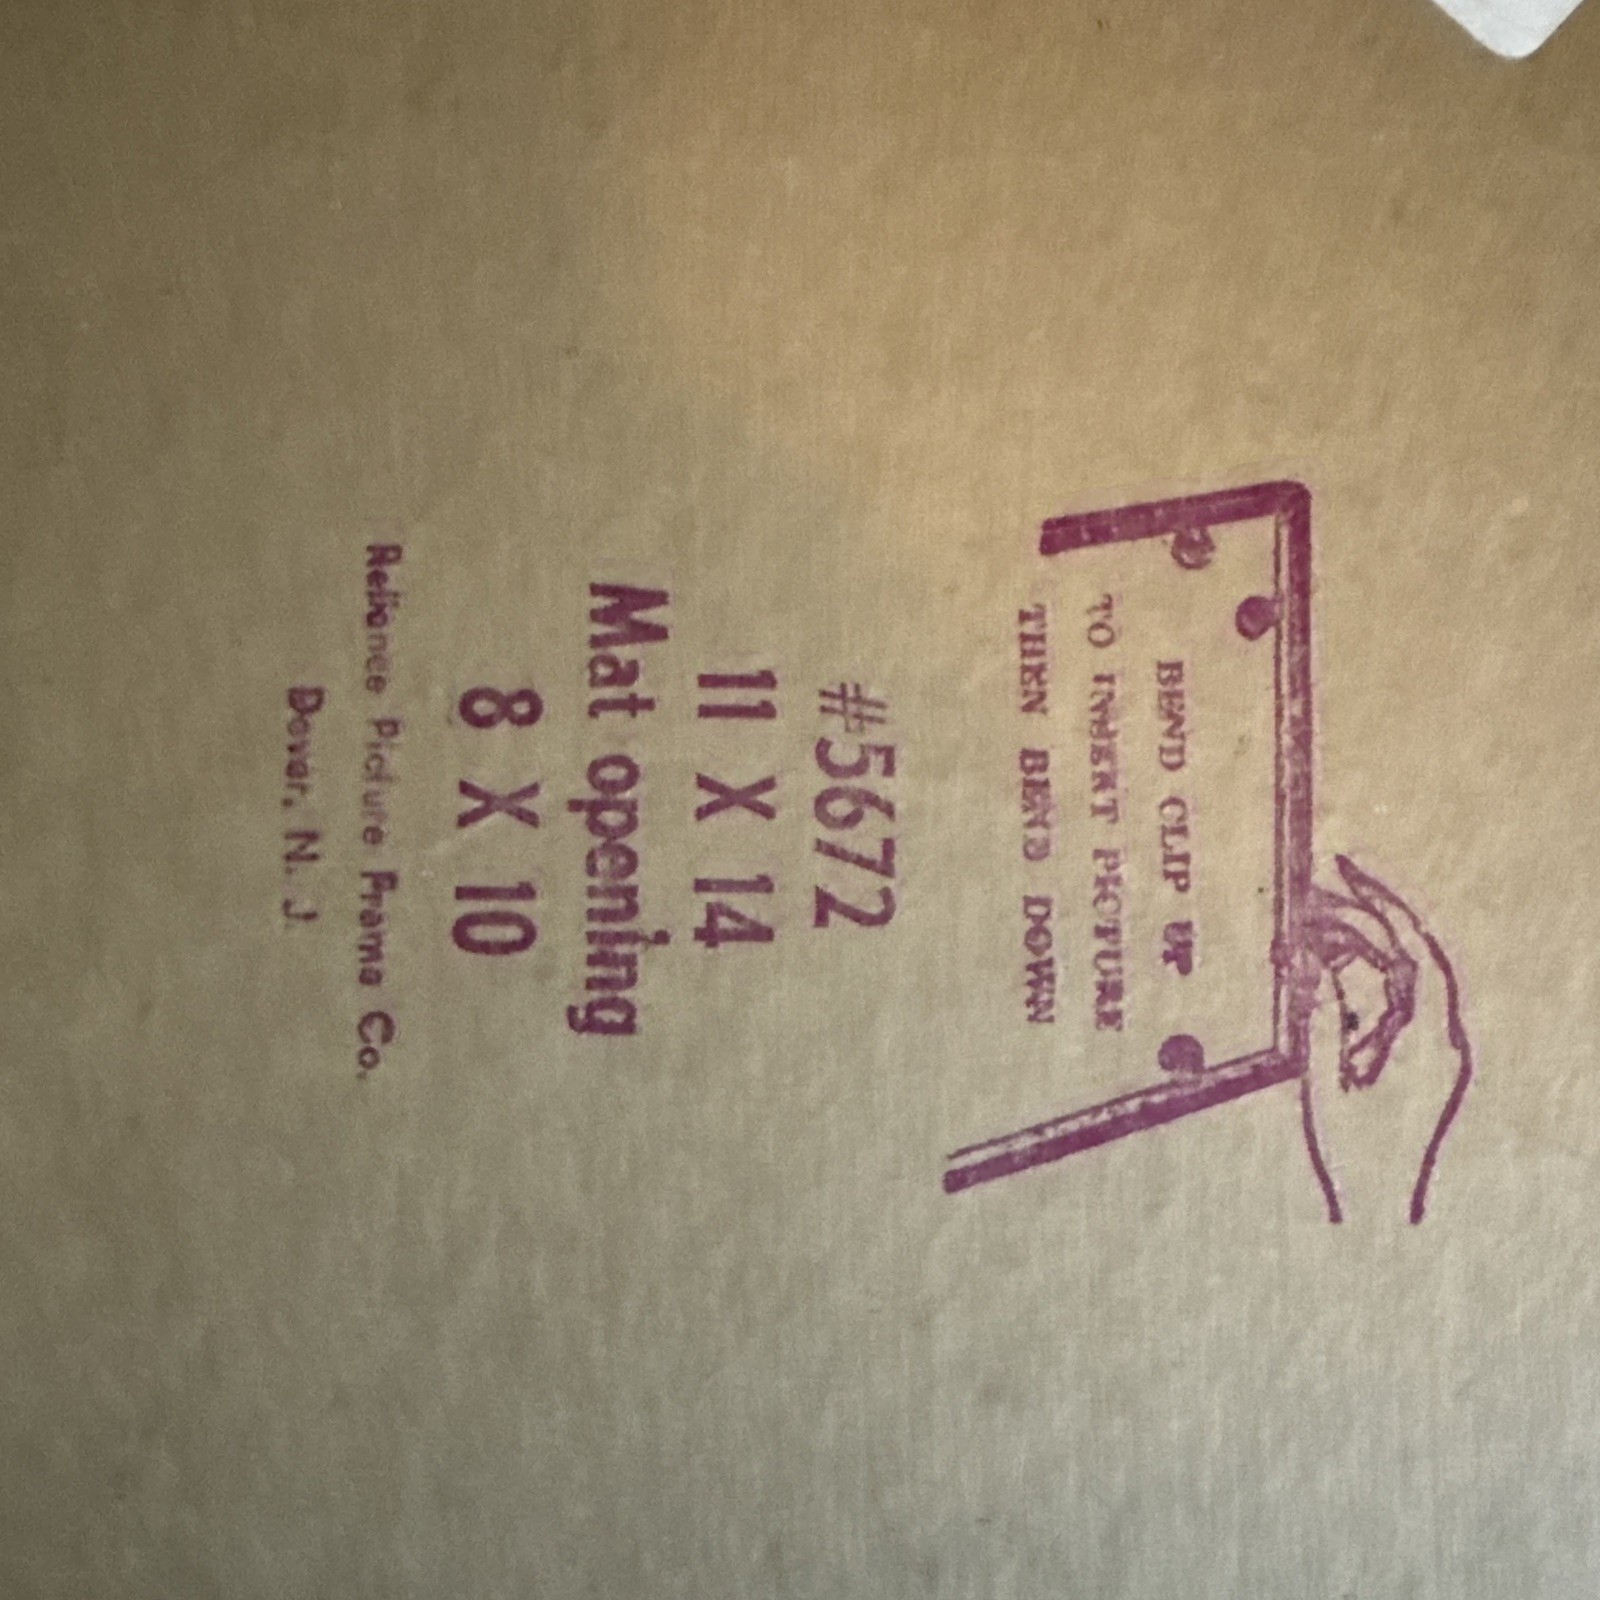 BEND CLIP UP
TO INSERT PICTURE
THEN BEND DOWN
#5672
11 X 14
Mat opening
8 X 10
Reliance Picture Frame Co.
Dover, N. J.